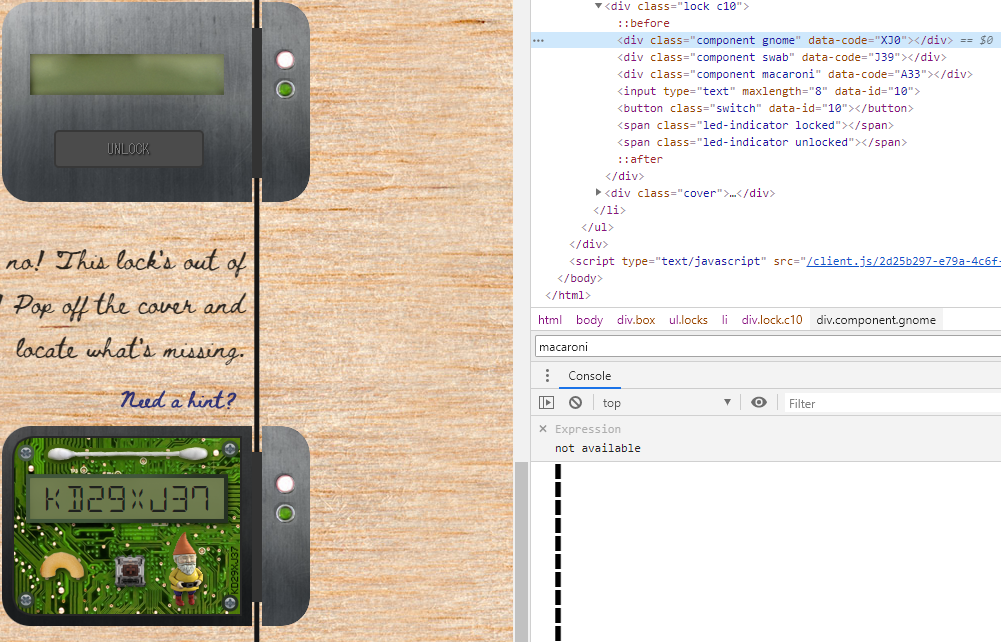 UNLOCK
no! This lock's out of
! Pop off the cover and
locate what's missing.
Need a hint?
KD29XJ37
KD29XJ37
▼<div class="lock c10">
::before
··· <div class="component gnome" data-code="XJ0"></div> == $0
<div class="component swab" data-code="J39"></div>
<div class="component macaroni" data-code="A33"></div>
<input type="text" maxlength="8" data-id="10">
<button class="switch" data-id="10"></button>
<span class="led-indicator locked"></span>
<span class="led-indicator unlocked"></span>
::after
</div>
▶<div class="cover">…</div>
</li>
</ul>
</div>
<script type="text/javascript" src="/client.js/2d25b297-e79a-4c6f-
</body>
</html>
html body div.box ul.locks li div.lock.c10 div.component.gnome
macaroni
Console
top ▼ Filter
× Expression
not available